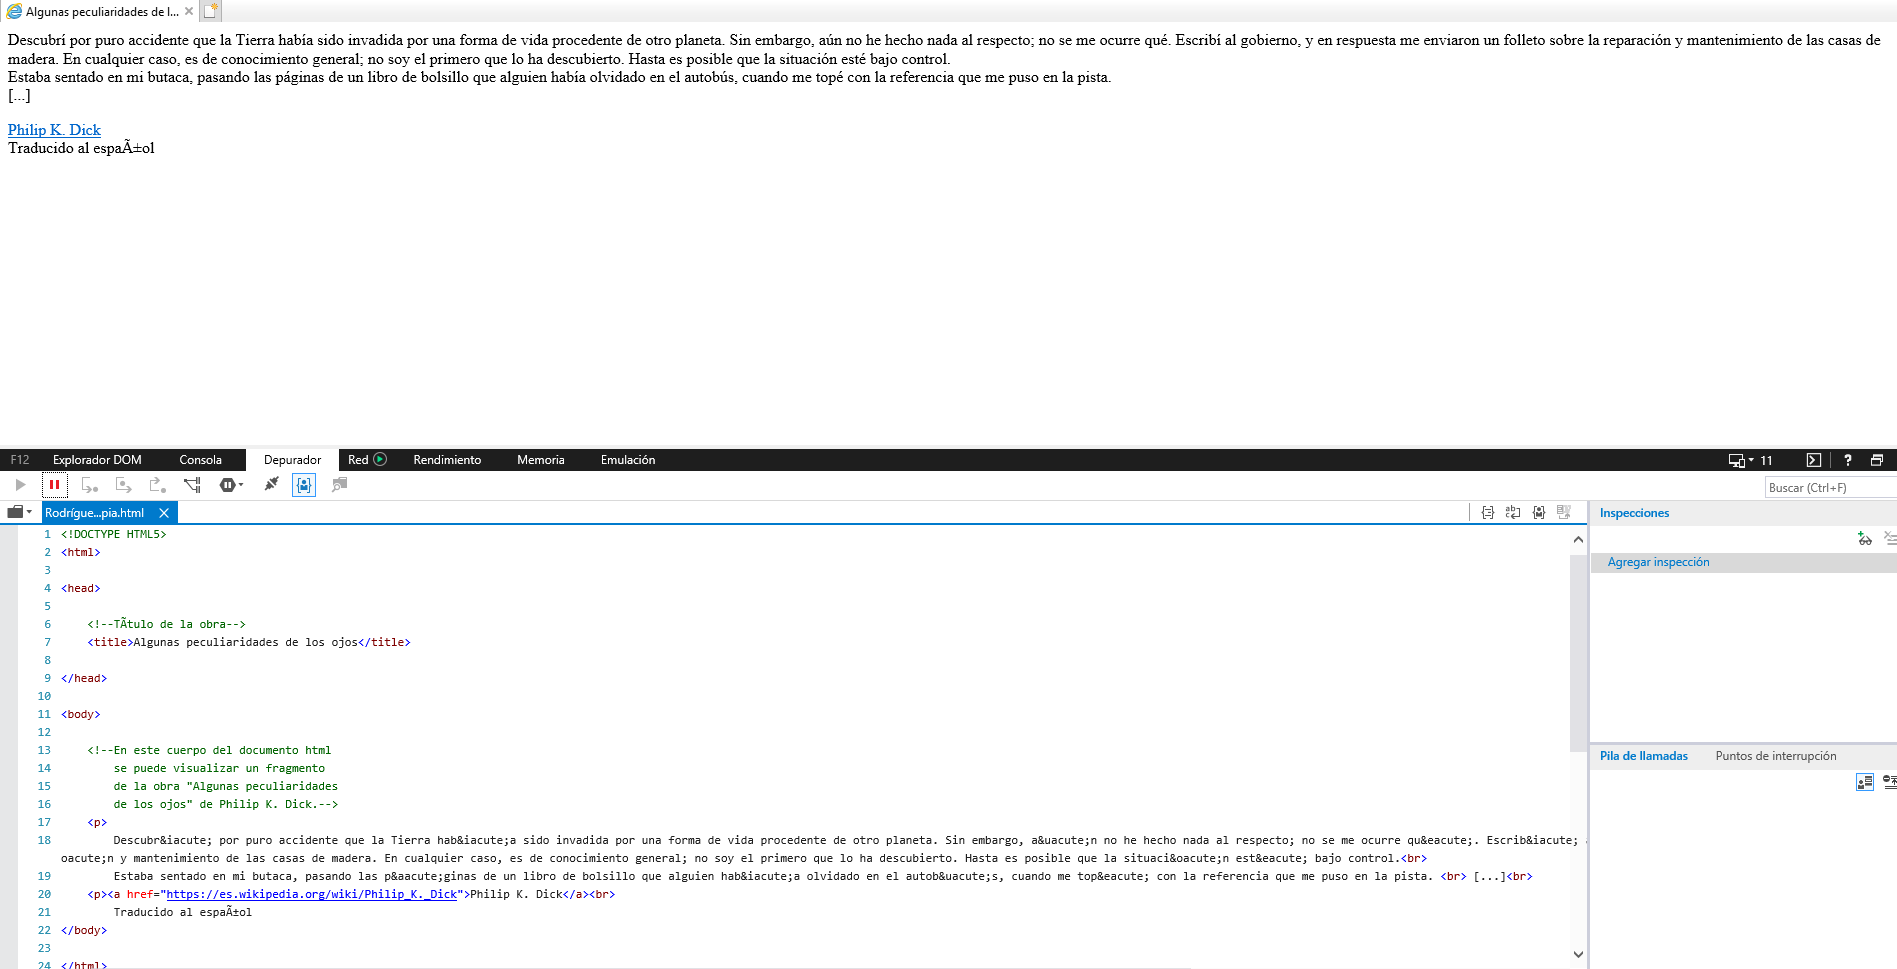 Algunas peculiaridades de l...
Descubrí por puro accidente que la Tierra había sido invadida por una forma de vida procedente de otro planeta. Sin embargo, aún no he hecho nada al respecto; no se me ocurre qué. Escribí al gobierno, y en respuesta me enviaron un folleto sobre la reparación y mantenimiento de las casas de
madera. En cualquier caso, es de conocimiento general; no soy el primero que lo ha descubierto. Hasta es posible que la situación esté bajo control.
Estaba sentado en mi butaca, pasando las páginas de un libro de bolsillo que alguien había olvidado en el autobús, cuando me topé con la referencia que me puso en la pista.
[...]
Philip K. Dick
Traducido al espaÃ±ol
F12 Explorador DOM Consola Depurador Red Rendimiento Memoria Emulación 11 ?
Buscar (Ctrl+F)
Rodrígue...pia.html
Inspecciones
Agregar inspección
1 <!DOCTYPE HTML5>
2 <html>
3
4 <head>
5
6 <!--TÃtulo de la obra-->
7 <title>Algunas peculiaridades de los ojos</title>
8
9 </head>
10
11 <body>
12
13 <!--En este cuerpo del documento html
14 se puede visualizar un fragmento
15 de la obra "Algunas peculiaridades
16 de los ojos" de Philip K. Dick.-->
17 <p>
18 Descubr&iacute; por puro accidente que la Tierra hab&iacute;a sido invadida por una forma de vida procedente de otro planeta. Sin embargo, a&uacute;n no he hecho nada al respecto; no se me ocurre qu&eacute;. Escrib&iacute;
oacute;n y mantenimiento de las casas de madera. En cualquier caso, es de conocimiento general; no soy el primero que lo ha descubierto. Hasta es posible que la situaci&oacute;n est&eacute; bajo control.<br>
19 Estaba sentado en mi butaca, pasando las p&aacute;ginas de un libro de bolsillo que alguien hab&iacute;a olvidado en el autob&uacute;s, cuando me top&eacute; con la referencia que me puso en la pista. <br> [...]<br>
20 <p><a href="https://es.wikipedia.org/wiki/Philip_K._Dick">Philip K. Dick</a><br>
21 Traducido al espaÃ±ol
22 </body>
23
24 </html>
Pila de llamadas Puntos de interrupción